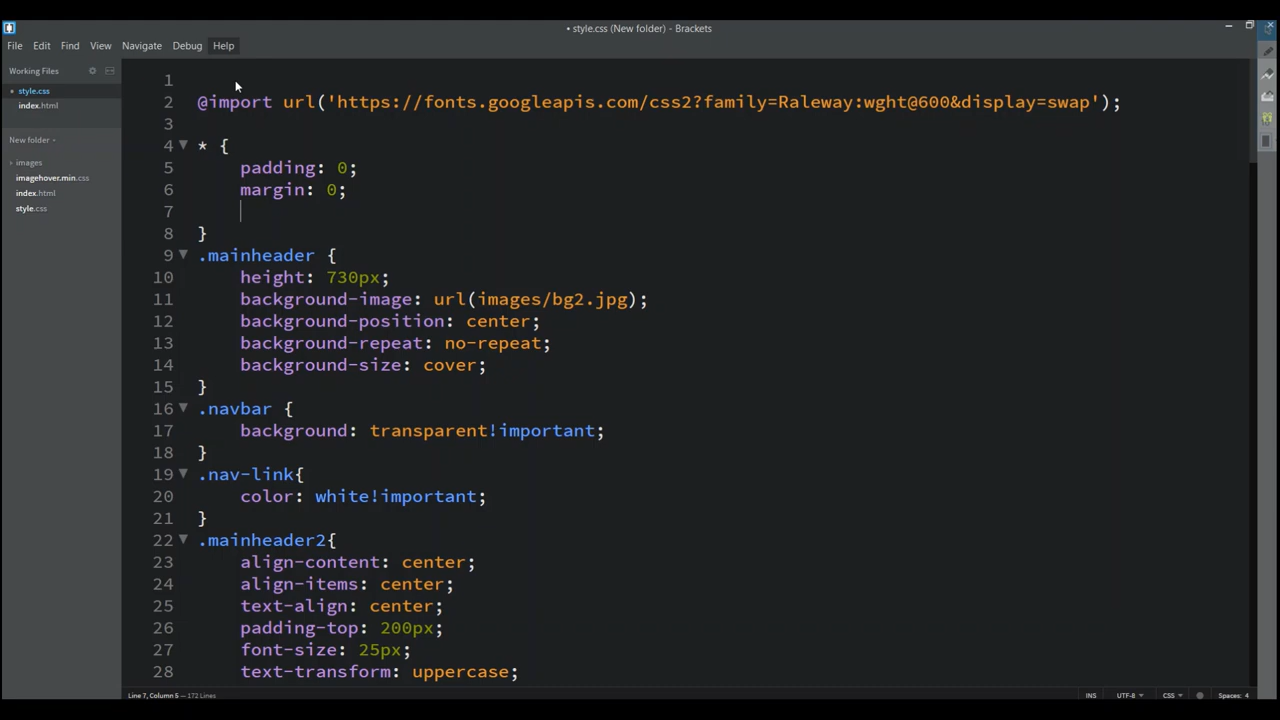 • style.css (New folder) - Brackets
File Edit Find View Navigate Debug Help
Working Files
style.css
index.html
New folder
images
imagehover.min.css
index.html
style.css
1
2 @import url('https://fonts.googleapis.com/css2?family=Raleway:wght@600&display=swap');
3
4 * {
5 padding: 0;
6 margin: 0;
7
8 }
9 .mainheader {
10 height: 730px;
11 background-image: url(images/bg2.jpg);
12 background-position: center;
13 background-repeat: no-repeat;
14 background-size: cover;
15 }
16 .navbar {
17 background: transparent!important;
18 }
19 .nav-link{
20 color: white!important;
21 }
22 .mainheader2{
23 align-content: center;
24 align-items: center;
25 text-align: center;
26 padding-top: 200px;
27 font-size: 25px;
28 text-transform: uppercase;
Line 7, Column 5 — 172 Lines
INS UTF-8 CSS Spaces: 4